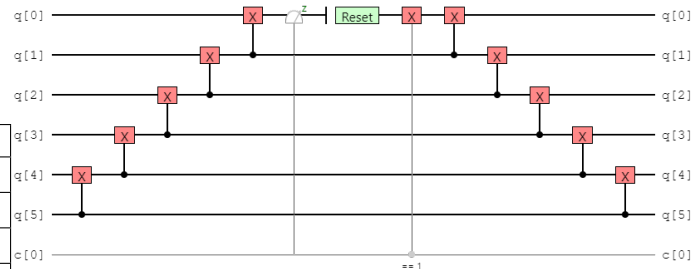 q[0] X z Reset X X q[0]
q[1] X X q[1]
q[2] X X q[2]
q[3] X X q[3]
q[4] X X q[4]
q[5] q[5]
c[0] c[0]
== 1